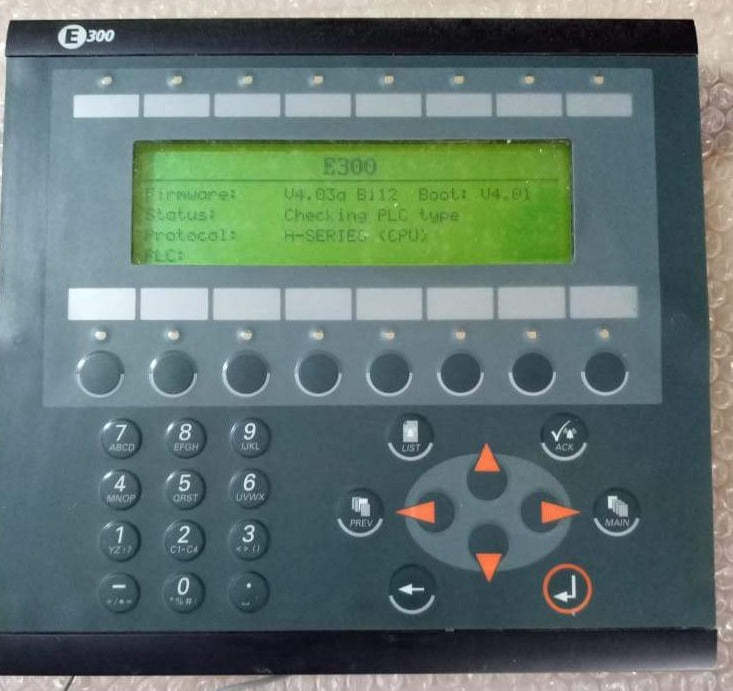 E300
E300
Firmware: V4.03a B112 Boot: V4.01
Status: Checking PLC type
Protocol: H-SERIES (CPU)
PLC:
7 8 9
ABCD EFGH IJKL
LIST ACK
4 5 6
MNOP QRST UVWX
PREV MAIN
1 2 3
YZ!? C1-C4 <>()
- 0 .